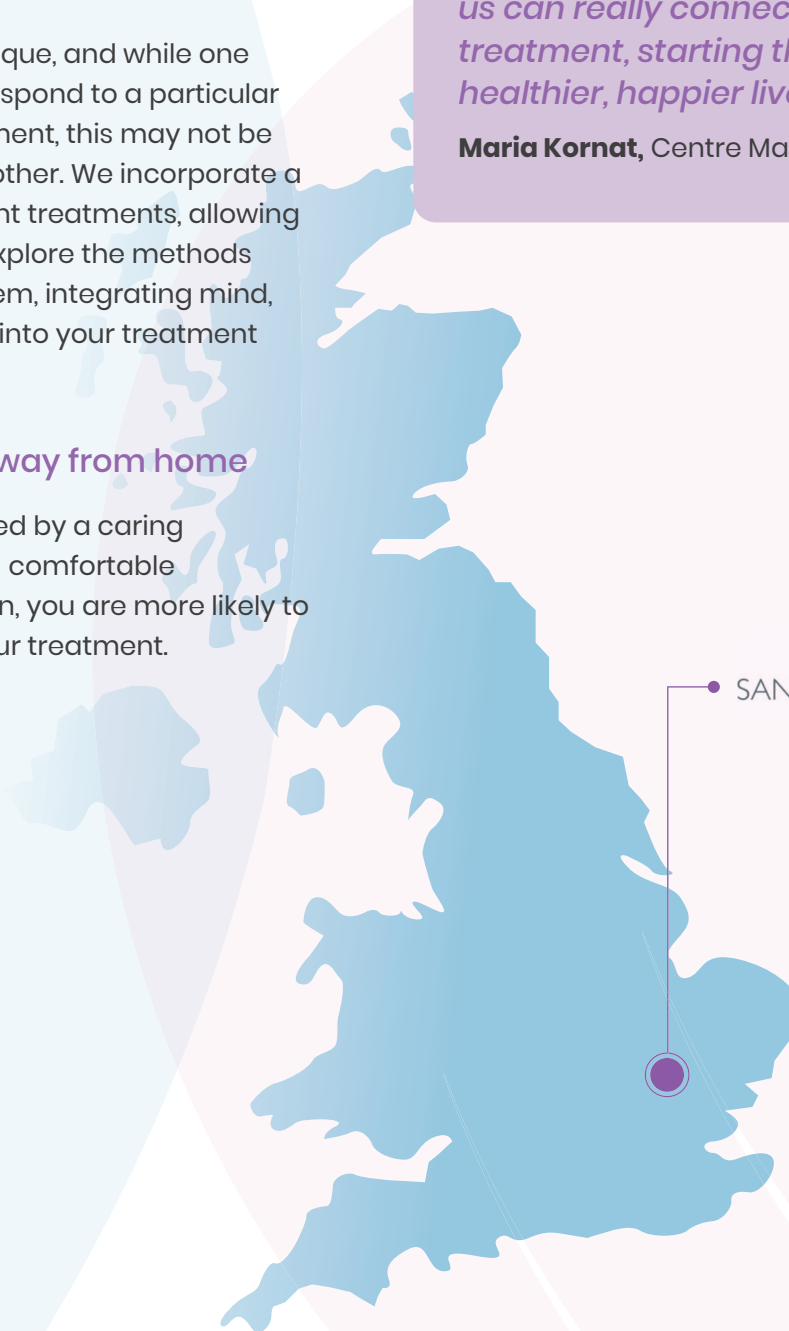 que, and while one
spond to a particular
ment, this may not be
other. We incorporate a
nt treatments, allowing
xplore the methods
em, integrating mind,
into your treatment
way from home
ed by a caring
comfortable
n, you are more likely to
ur treatment.
us can really connec
treatment, starting th
healthier, happier live
Maria Kornat, Centre Ma
SAN